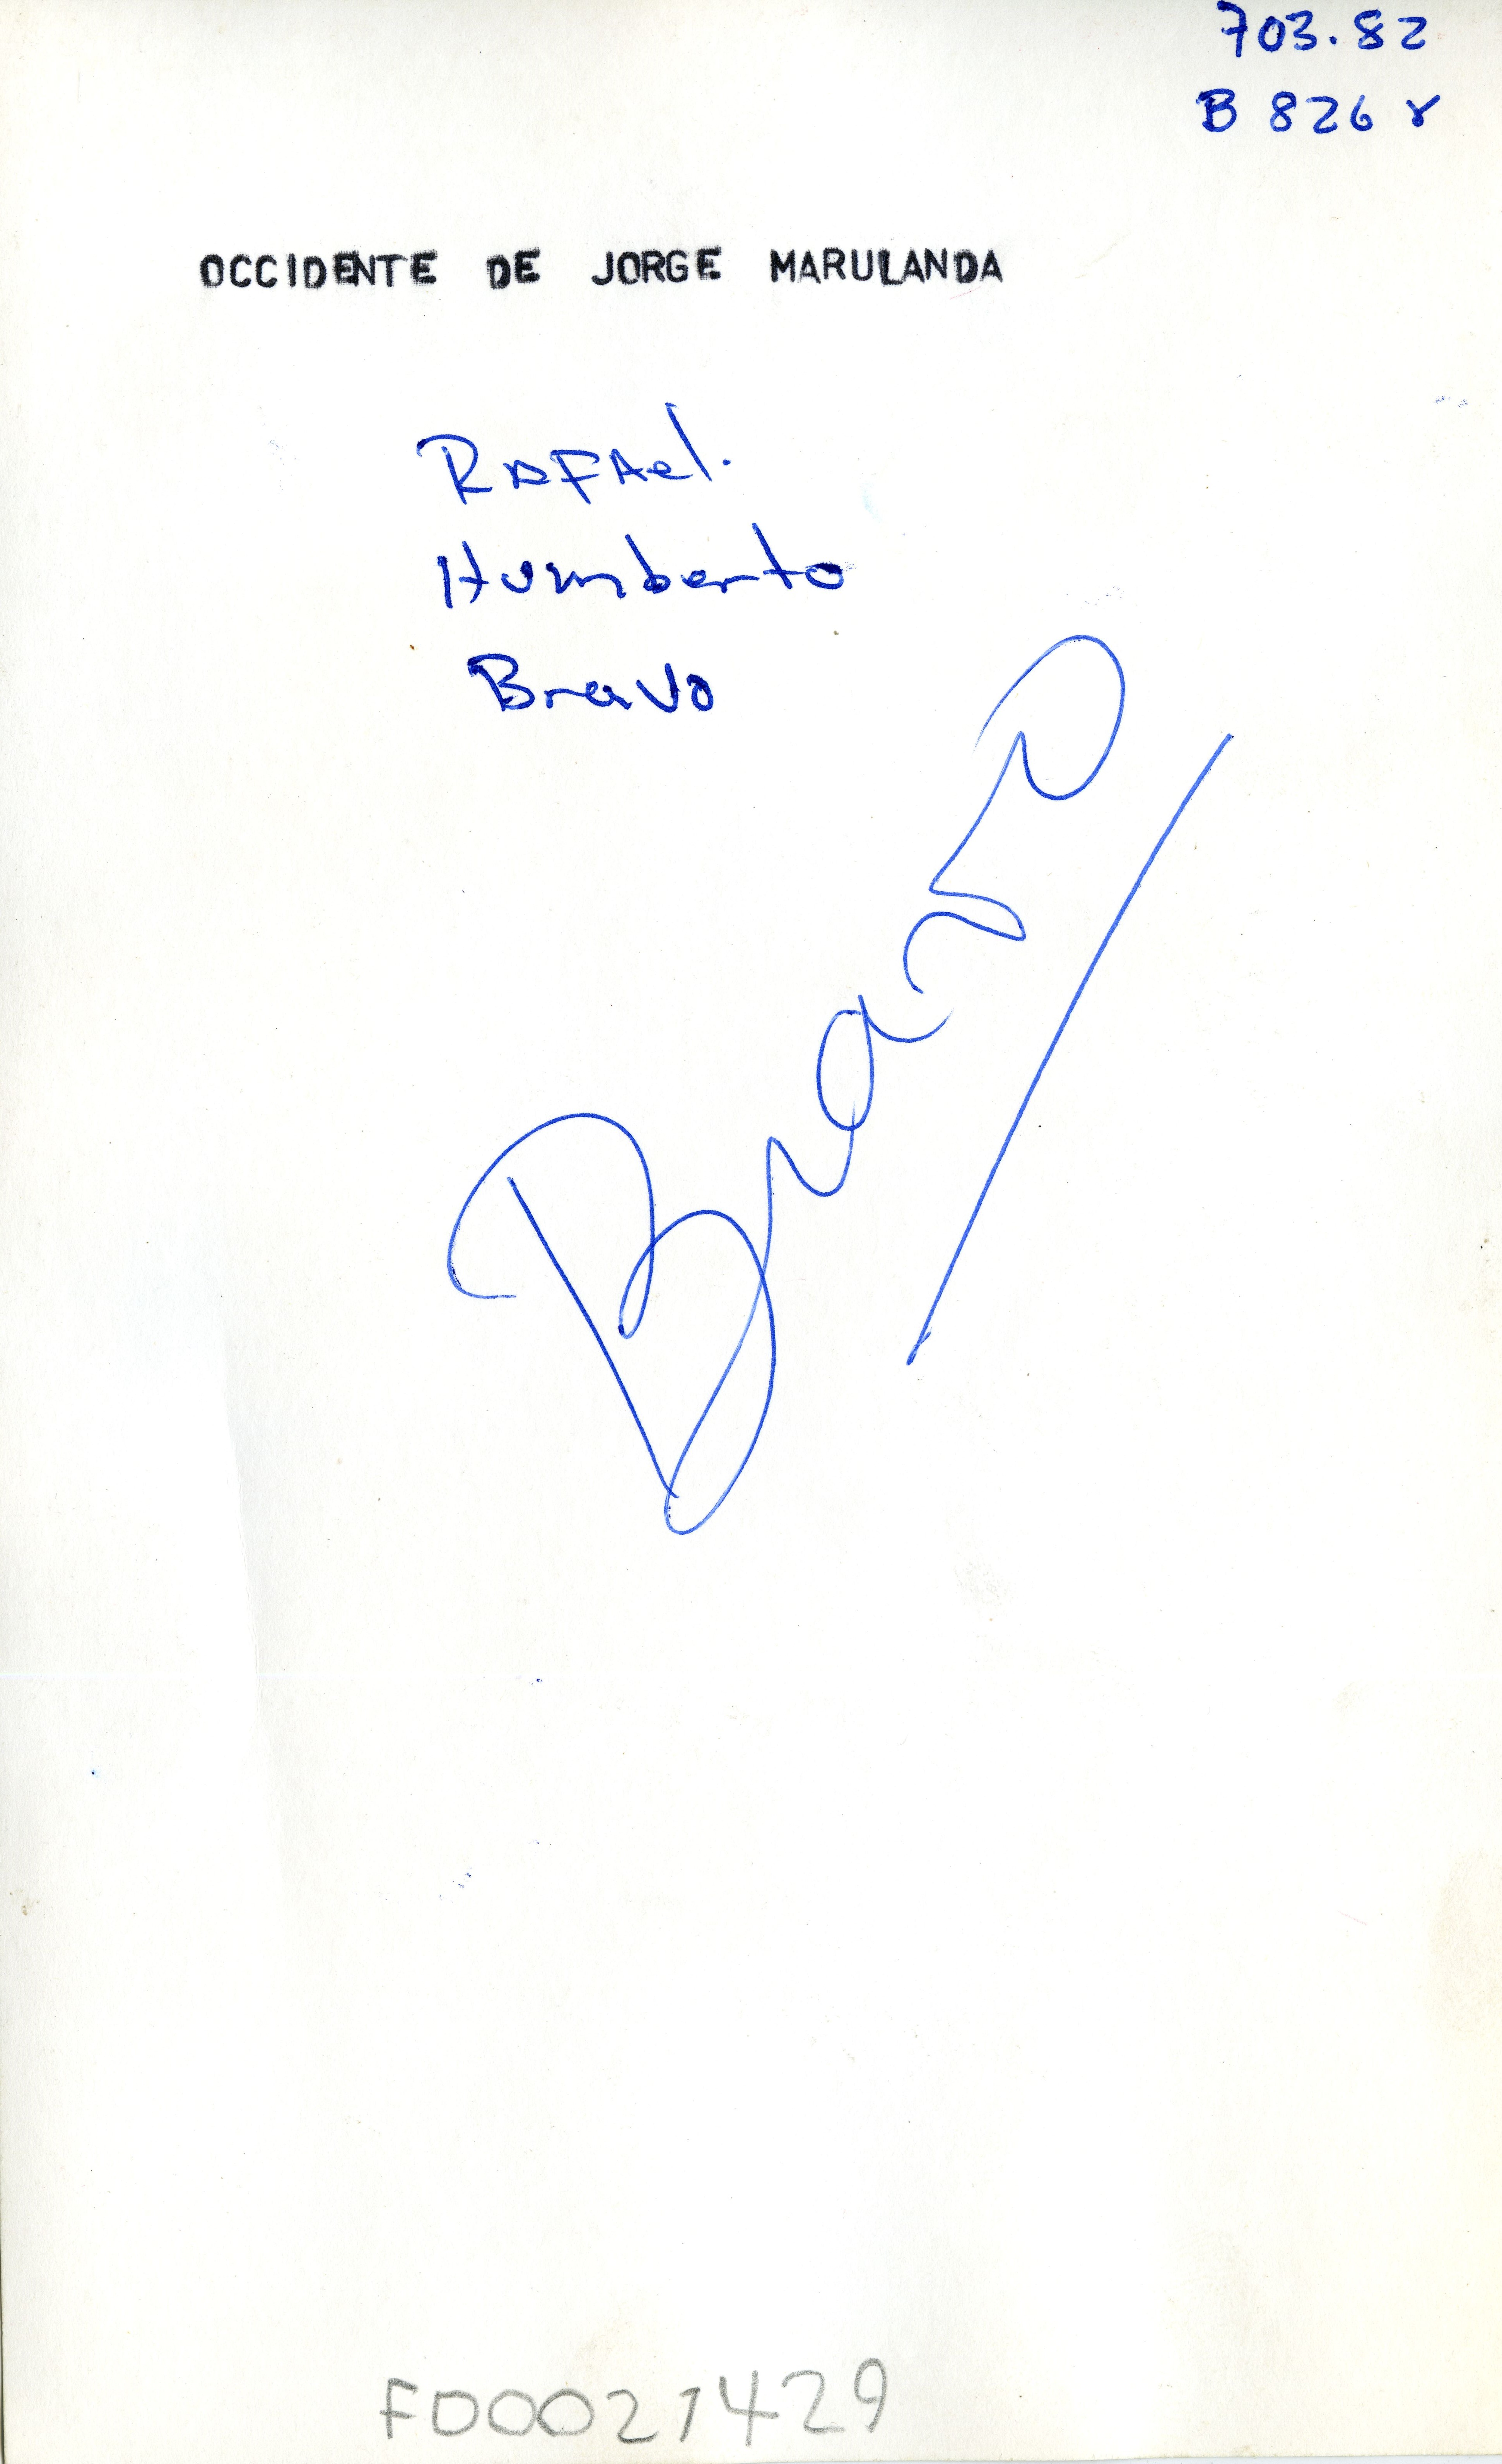 703.82
B 826 r
OCCIDENTE DE JORGE MARULANDA
RAFAel.
Humberto
Bravo
Bravo
F00021429